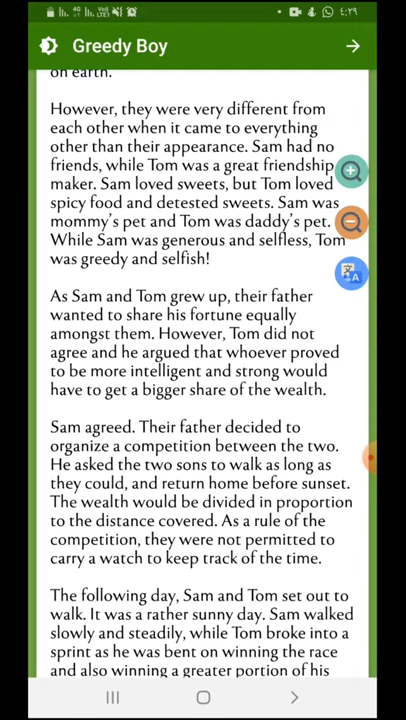 ٤:٢٩
Greedy Boy
on earth.
However, they were very different from
each other when it came to everything
other than their appearance. Sam had no
friends, while Tom was a great friendship
maker. Sam loved sweets, but Tom loved
spicy food and detested sweets. Sam was
mommy's pet and Tom was daddy's pet.
While Sam was generous and selfless, Tom
was greedy and selfish!
As Sam and Tom grew up, their father
wanted to share his fortune equally
amongst them. However, Tom did not
agree and he argued that whoever proved
to be more intelligent and strong would
have to get a bigger share of the wealth.
Sam agreed. Their father decided to
organize a competition between the two.
He asked the two sons to walk as long as
they could, and return home before sunset.
The wealth would be divided in proportion
to the distance covered. As a rule of the
competition, they were not permitted to
carry a watch to keep track of the time.
The following day, Sam and Tom set out to
walk. It was a rather sunny day. Sam walked
slowly and steadily, while Tom broke into a
sprint as he was bent on winning the race
and also winning a greater portion of his